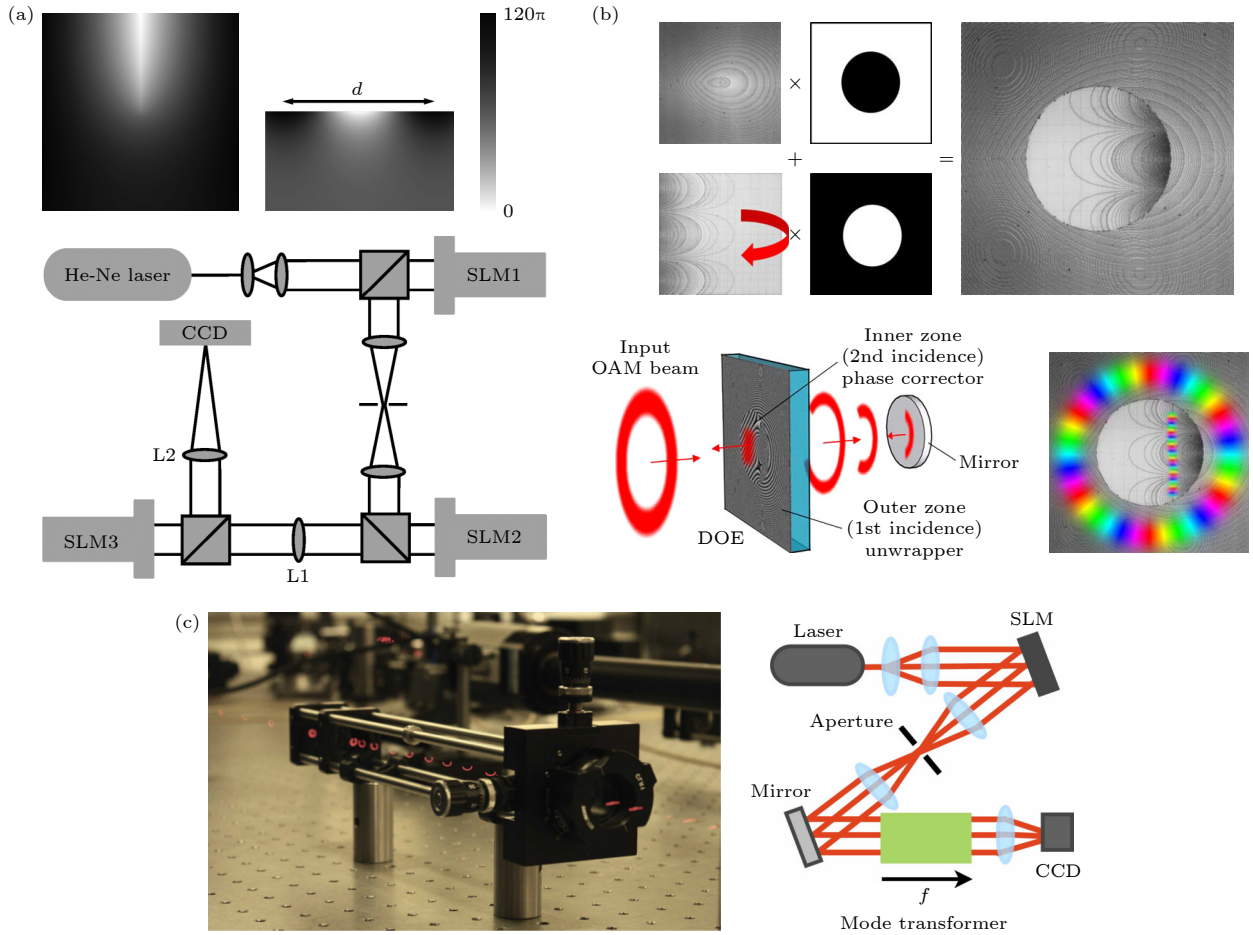 (a)
120π
d
0
He-Ne laser
SLM1
CCD
L2
SLM3
L1
SLM2
(b)
×
+
=
×
Input
OAM beam
Inner zone
(2nd incidence)
phase corrector
Mirror
Outer zone
(1st incidence)
unwrapper
DOE
(c)
Laser
SLM
Aperture
Mirror
CCD
f
Mode transformer